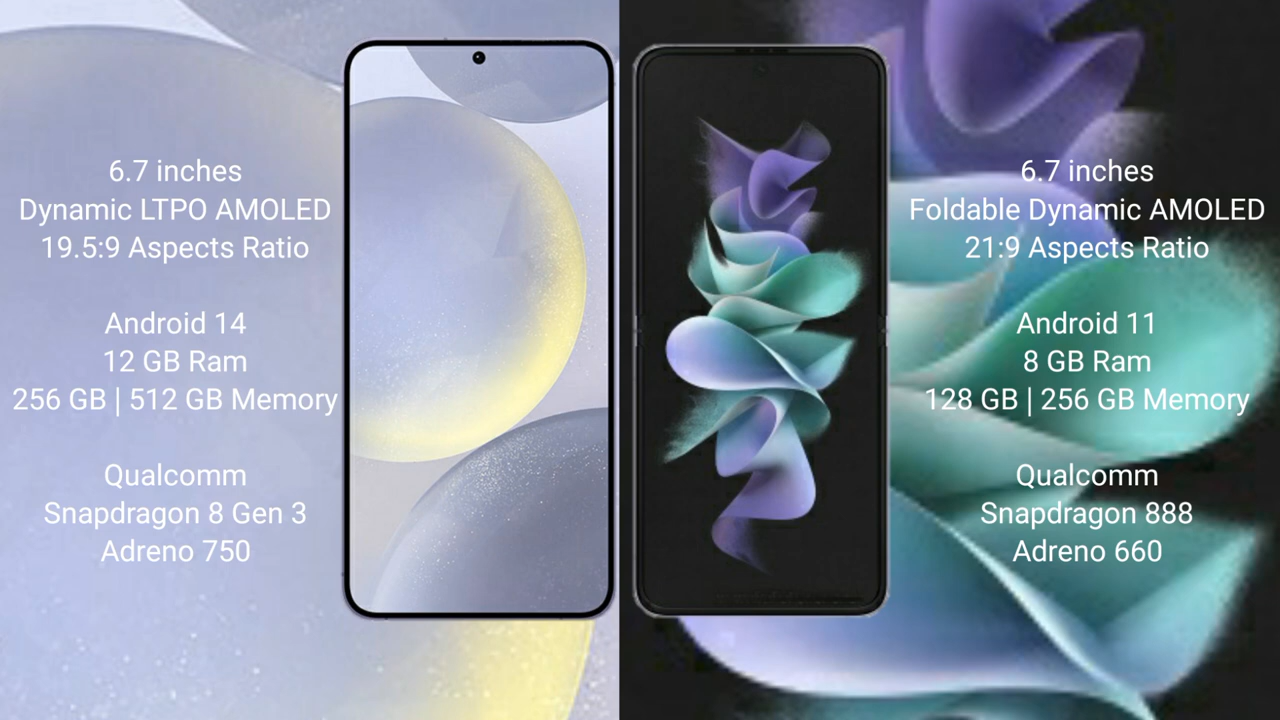 6.7 inches
Dynamic LTPO AMOLED
19.5:9 Aspects Ratio
Android 14
12 GB Ram
256 GB | 512 GB Memory
Qualcomm
Snapdragon 8 Gen 3
Adreno 750
6.7 inches
Foldable Dynamic AMOLED
21:9 Aspects Ratio
Android 11
8 GB Ram
128 GB | 256 GB Memory
Qualcomm
Snapdragon 888
Adreno 660